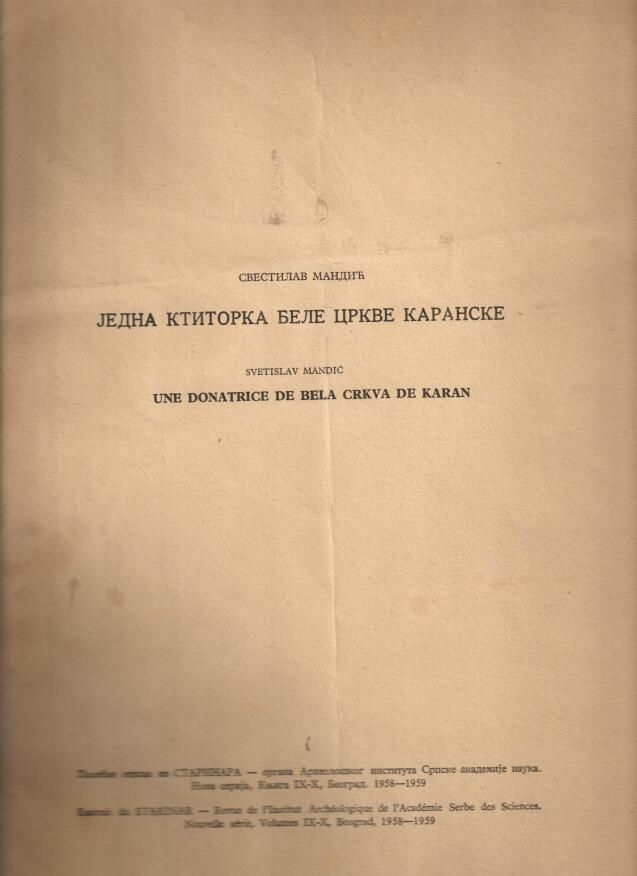 СВЕСТИЛАВ МАНДИЋ
ЈЕДНА КТИТОРКА БЕЛЕ ЦРКВЕ КАРАНСКЕ
SVETISLAV MANDIĆ
UNE DONATRICE DE BELA CRKVA DE KARAN
из СТАРИНАРА — органа Археолошког института Српске академије наука.
Нова серија, Књига IX-X, Београд. 1958—1959
Extrait du STARINAR — Revue de l'Institut Archéologique de l'Académie Serbe des Sciences.
Nouvelle série, Volumes IX-X, Beograd, 1958—1959